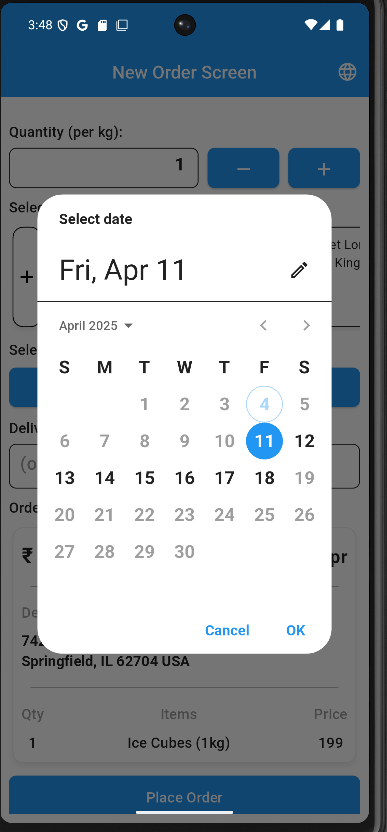 3:48
New Order Screen
Quantity (per kg):
1
− +
Selec
et Lo
King
+
Select date
Fri, Apr 11
April 2025
S M T W T F S
1 2 3 4 5
6 7 8 9 10 11 12
13 14 15 16 17 18 19
20 21 22 23 24 25 26
27 28 29 30
Cancel OK
Selec
Deliv
(o
Orde
₹ pr
De
742
Springfield, IL 62704 USA
Qty Items Price
1 Ice Cubes (1kg) 199
Place Order